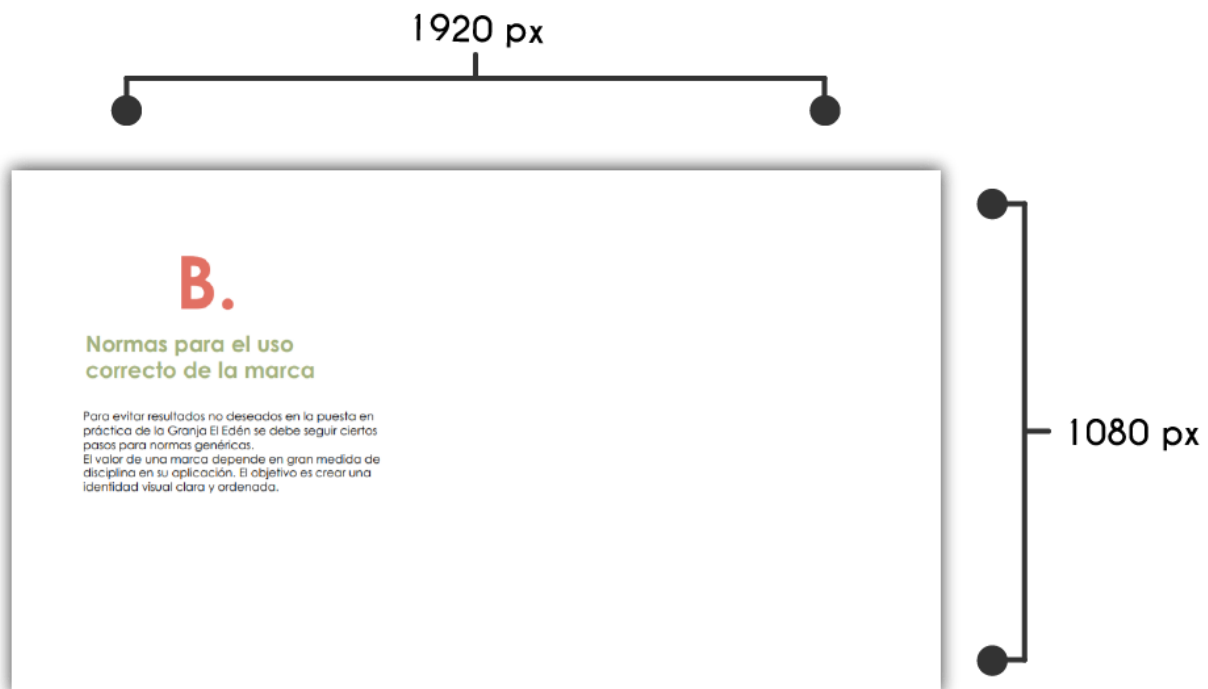 1920 px
B.
Normas para el uso
correcto de la marca
Para evitar resultados no deseados en la puesta en
práctica de la Granja El Edén se debe seguir ciertos
pasos para normas genéricas.
El valor de una marca depende en gran medida de
disciplina en su aplicación. El objetivo es crear una
identidad visual clara y ordenada.
1080 px